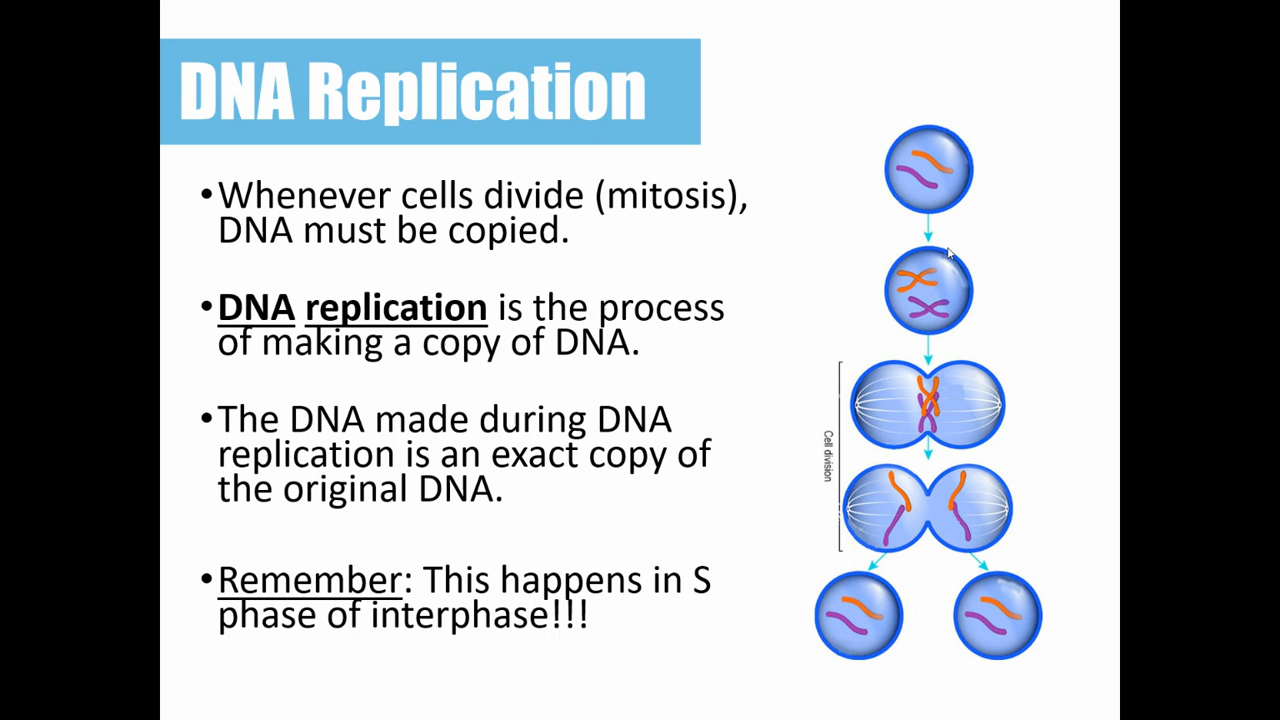 DNA Replication
•Whenever cells divide (mitosis),
DNA must be copied.
•DNA replication is the process
of making a copy of DNA.
•The DNA made during DNA
replication is an exact copy of
the original DNA.
•Remember: This happens in S
phase of interphase!!!
Cell division